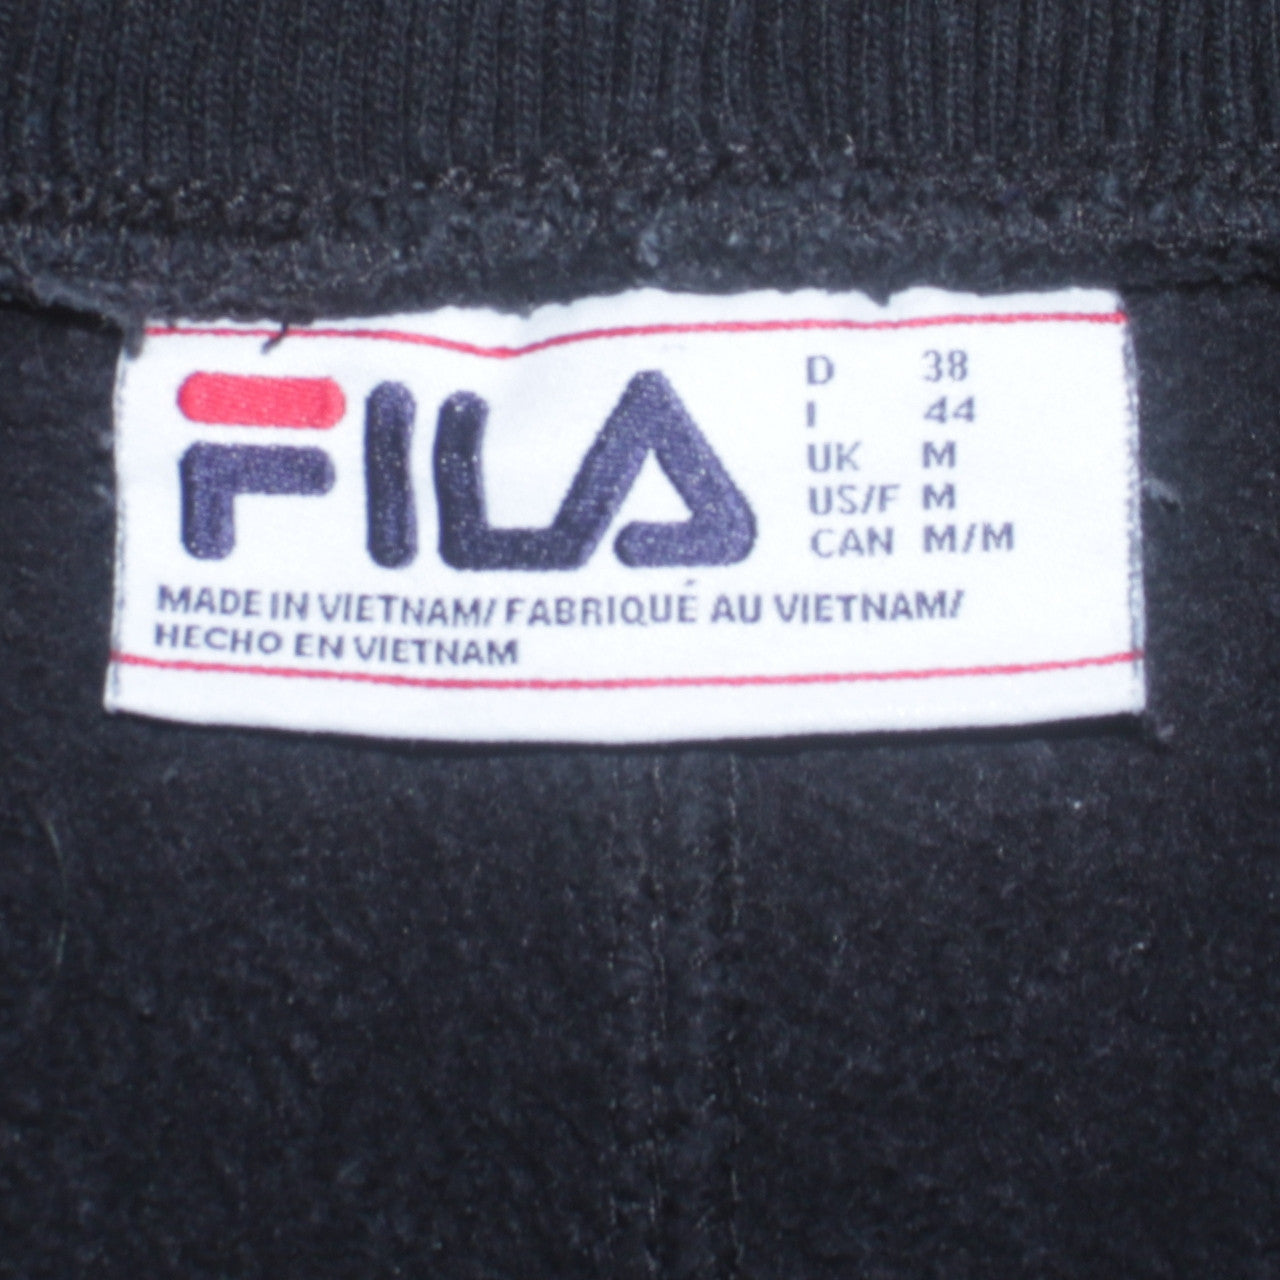 FILA
D 38
I 44
UK M
US/F M
CAN M/M
MADE IN VIETNAM/ FABRIQUÉ AU VIETNAM/
HECHO EN VIETNAM